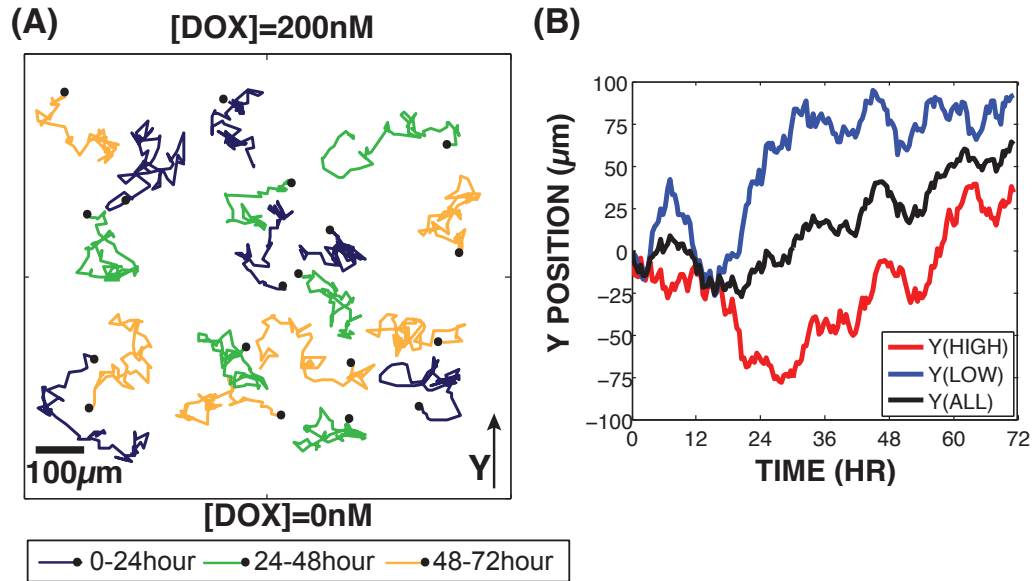 (A)
[DOX]=200nM
Y
100µm
[DOX]=0nM
0-24hour
24-48hour
48-72hour
(B)
Y POSITION (µm)
100
75
50
25
0
−25
−50
−75
−100
Y(HIGH)
Y(LOW)
Y(ALL)
0
12
24
36
48
60
72
TIME (HR)